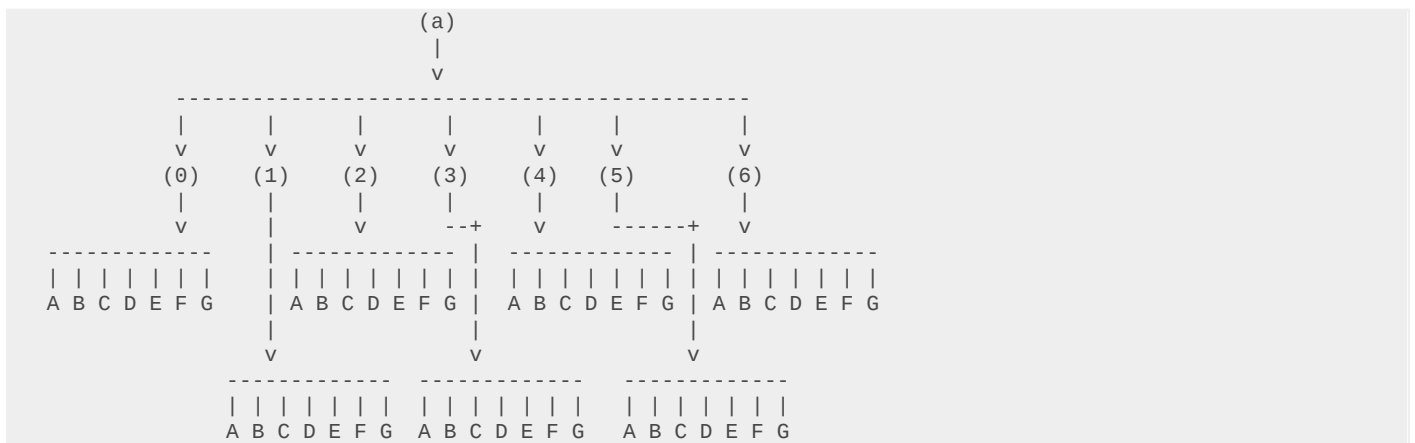 (a)
                              |
                              v
          ---------------------------------------------
          |      |      |      |      |     |         |
          v      v      v      v      v     v         v
         (0)    (1)    (2)    (3)    (4)   (5)       (6)
          |      |      |      |      |     |         |
          v      |      v      --+    v     ------+   v
-------------    | ------------- |  ------------- | -------------
| | | | | | |    | | | | | | | | |  | | | | | | | | | | | | | | |
A B C D E F G    | A B C D E F G |  A B C D E F G | A B C D E F G
                 |               |                |
                 v               v                v
              -------------  -------------   -------------
              | | | | | | |  | | | | | | |   | | | | | | |
              A B C D E F G  A B C D E F G   A B C D E F G